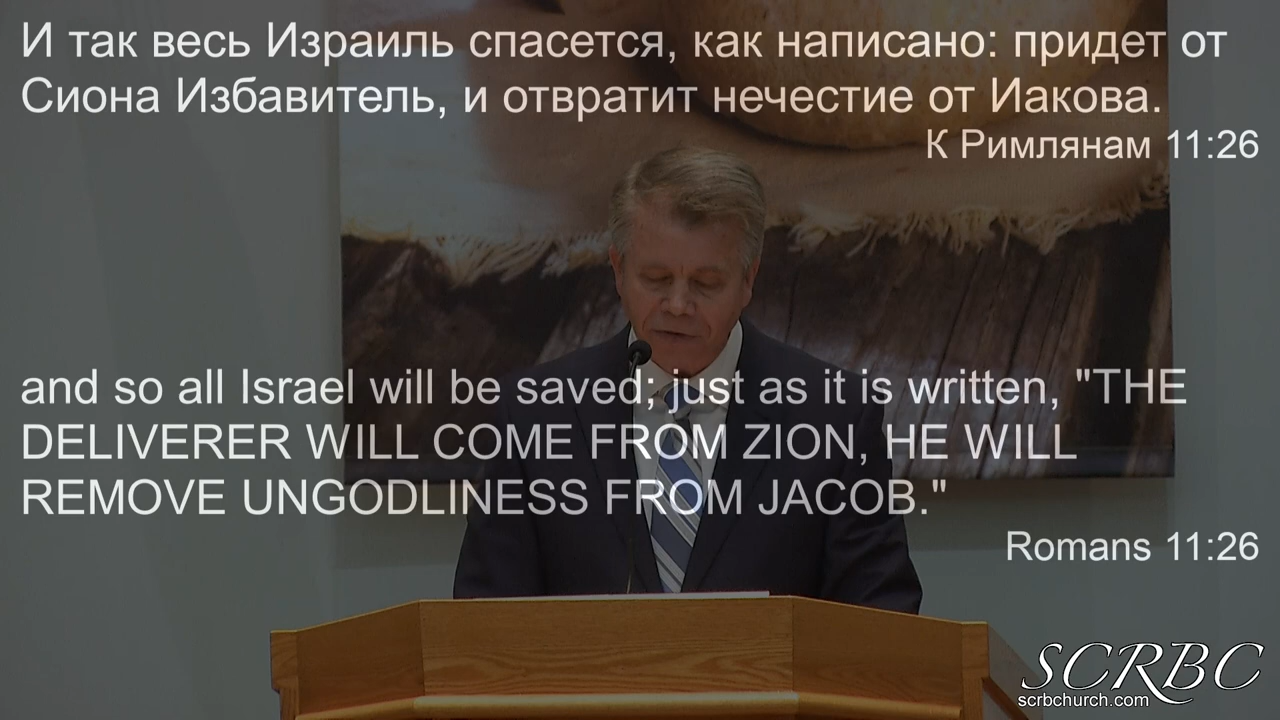 И так весь Израиль спасется, как написано: придет от
Сиона Избавитель, и отвратит нечестие от Иакова.
К Римлянам 11:26
and so all Israel will be saved; just as it is written, "THE
DELIVERER WILL COME FROM ZION, HE WILL
REMOVE UNGODLINESS FROM JACOB."
Romans 11:26
SCRBC
scrbchurch.com